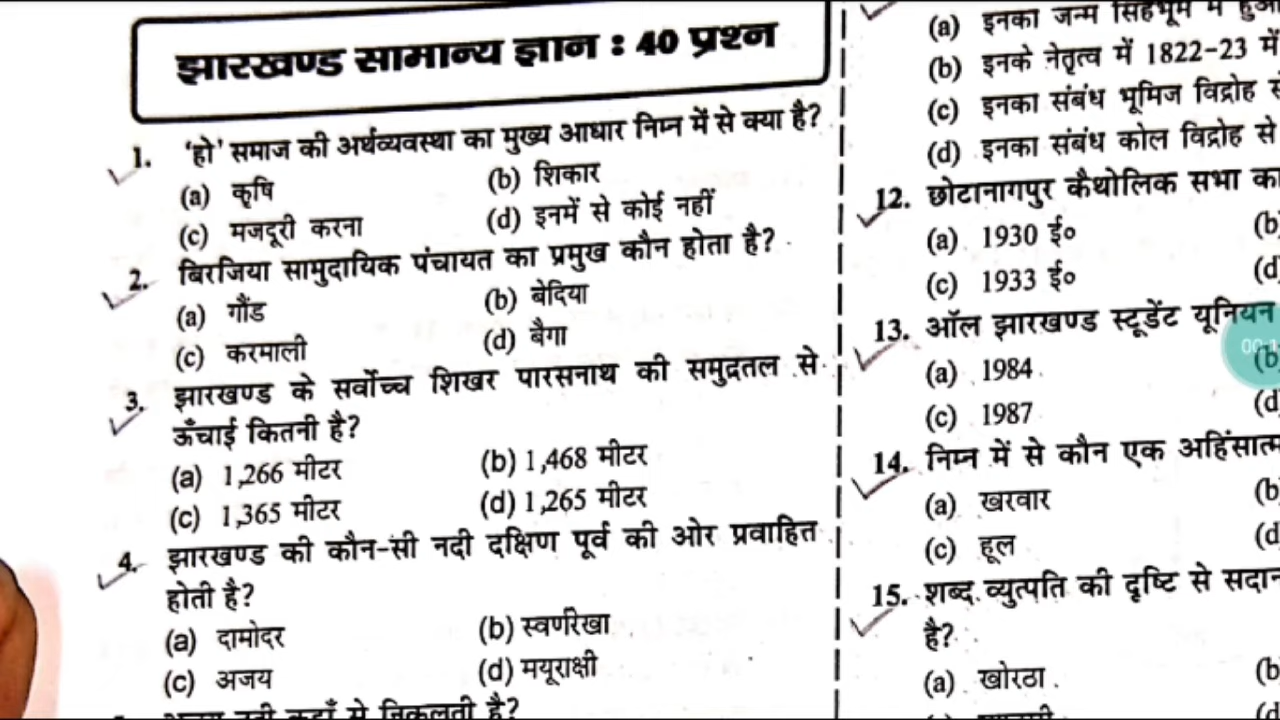 झारखण्ड सामान्य ज्ञान : 40 प्रश्न
1. 'हो' समाज की अर्थव्यवस्था का मुख्य आधार निम्न में से क्या है?
(a) कृषि (b) शिकार
(c) मजदूरी करना (d) इनमें से कोई नहीं
2. बिरजिया सामुदायिक पंचायत का प्रमुख कौन होता है?
(a) गौंड (b) बेदिया
(c) करमाली (d) बैगा
3. झारखण्ड के सर्वोच्च शिखर पारसनाथ की समुद्रतल से
ऊँचाई कितनी है?
(a) 1,266 मीटर (b) 1,468 मीटर
(c) 1,365 मीटर (d) 1,265 मीटर
4. झारखण्ड की कौन-सी नदी दक्षिण पूर्व की ओर प्रवाहित
होती है?
(a) दामोदर (b) स्वर्णरेखा
(c) अजय (d) मयूराक्षी
नदी कहाँ से निकलती है?
(a) इनका जन्म सिंहभूम में
(b) इनके नेतृत्व में 1822-23 में
(c) इनका संबंध भूमिज विद्रोह
(d) इनका संबंध कोल विद्रोह से
12. छोटानागपुर कैथोलिक सभा का
(a) 1930 ई० (b)
(c) 1933 ई० (d)
13. ऑल झारखण्ड स्टूडेंट यूनियन
(a) 1984 (b)
(c) 1987 (d)
14. निम्न में से कौन एक
(a) खरवार (b)
(c) हूल (d)
15. शब्द व्युत्पति की दृष्टि से
है?
(a) खोरठा (b)